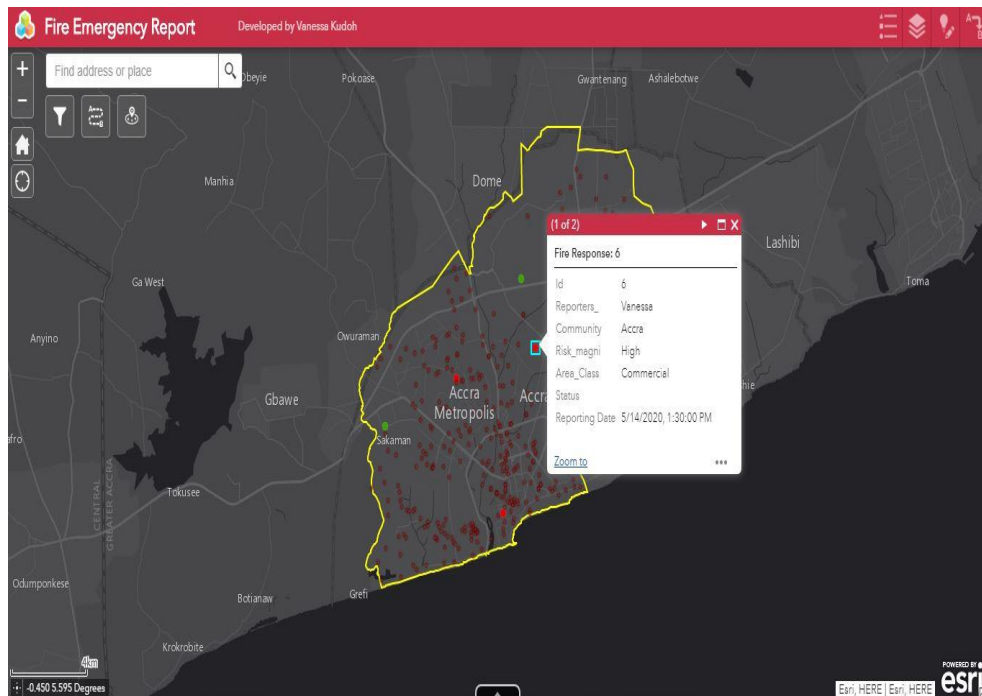 Fire Emergency Report
Developed by Vanessa Kudoh
Find address or place
Obeyie
Pokoase
Gwantenang
Ashalebotwe
Manhia
Dome
Lashibi
Ga West
Toma
Anyino
Owuraman
Gbawe
Accra
Metropolis
Accra
Sakaman
Tokusee
CENTRAL
GREATER ACCRA
Odumponkese
Botianaw
Grefi
Krokrobite
(1 of 2)
Fire Response: 6
Id 6
Reporters_ Vanessa
Community Accra
Risk_magni High
Area_Class Commercial
Status
Reporting Date 5/14/2020, 1:30:00 PM
Zoom to
4km
-0.450 5.595 Degrees
Esri, HERE | Esri, HERE
POWERED BY
esri